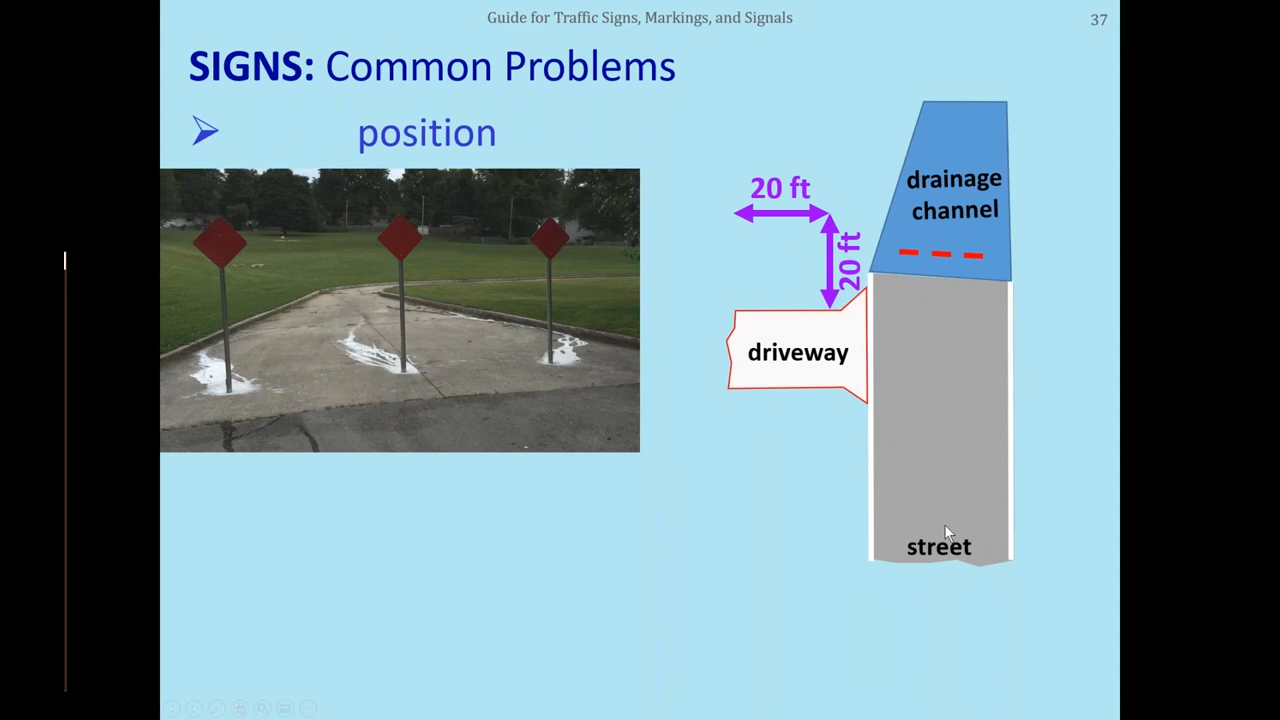 Guide for Traffic Signs, Markings, and Signals
37
SIGNS: Common Problems
position
20 ft
20 ft
drainage
channel
driveway
street